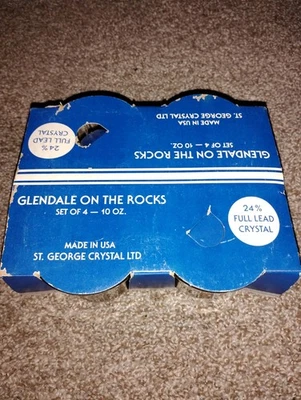 ST. GEORGE CRYSTAL LTD
MADE IN USA
SET OF 4 — 10 OZ.
GLENDALE ON THE ROCKS
24%
FULL LEAD
CRYSTAL
GLENDALE ON THE ROCKS
SET OF 4 — 10 OZ.
24%
FULL LEAD
CRYSTAL
MADE IN USA
ST. GEORGE CRYSTAL LTD.